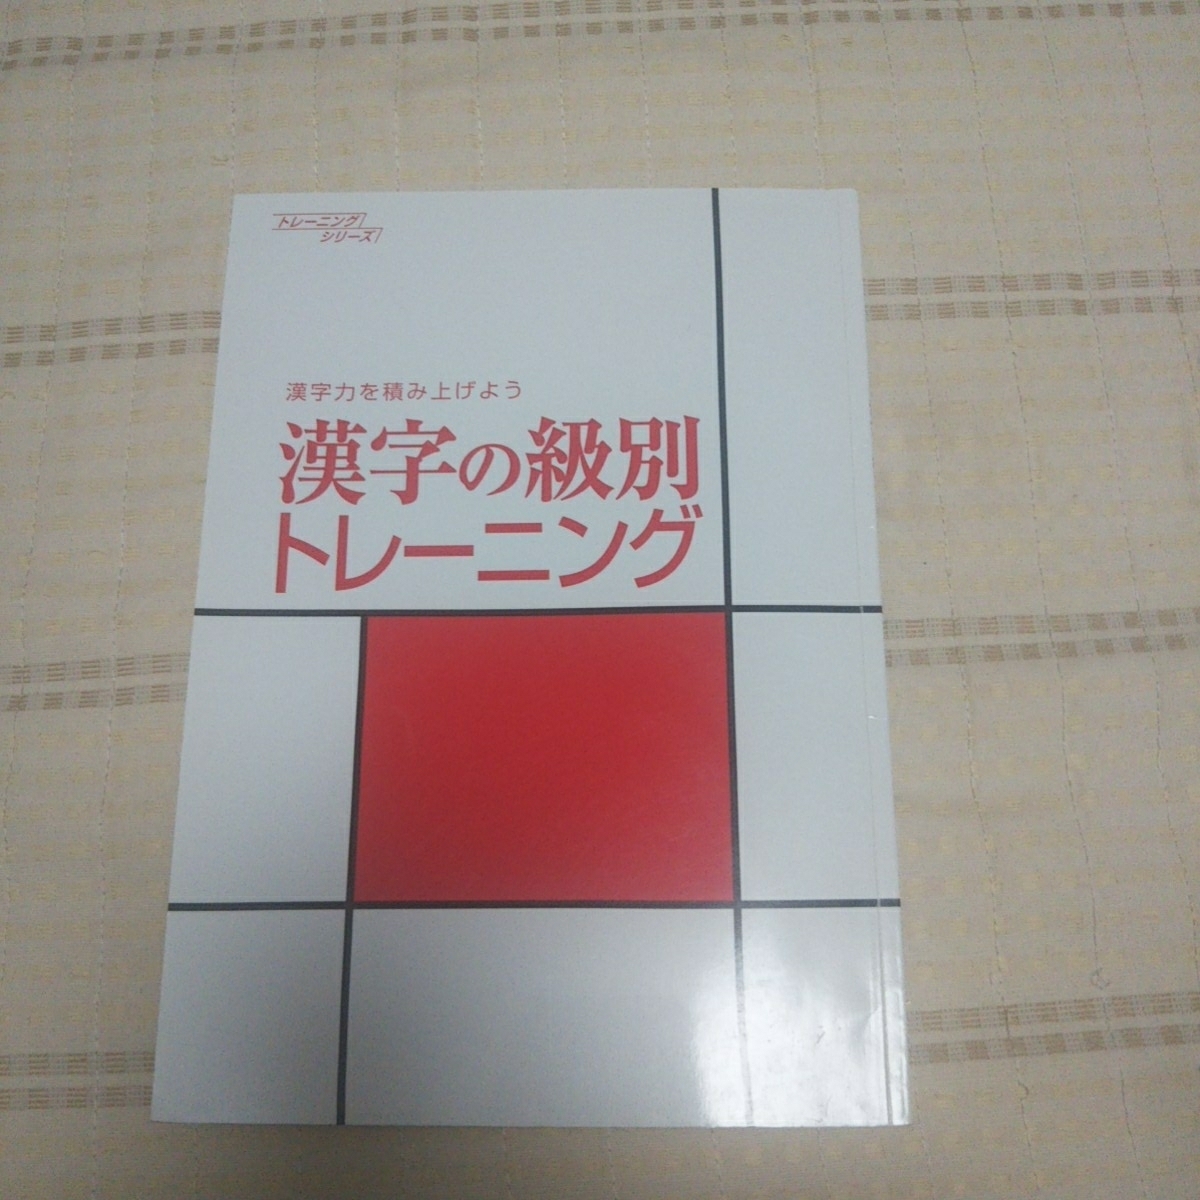 トレーニング
シリーズ
漢字力を積み上げよう
漢字の級別
トレーニング